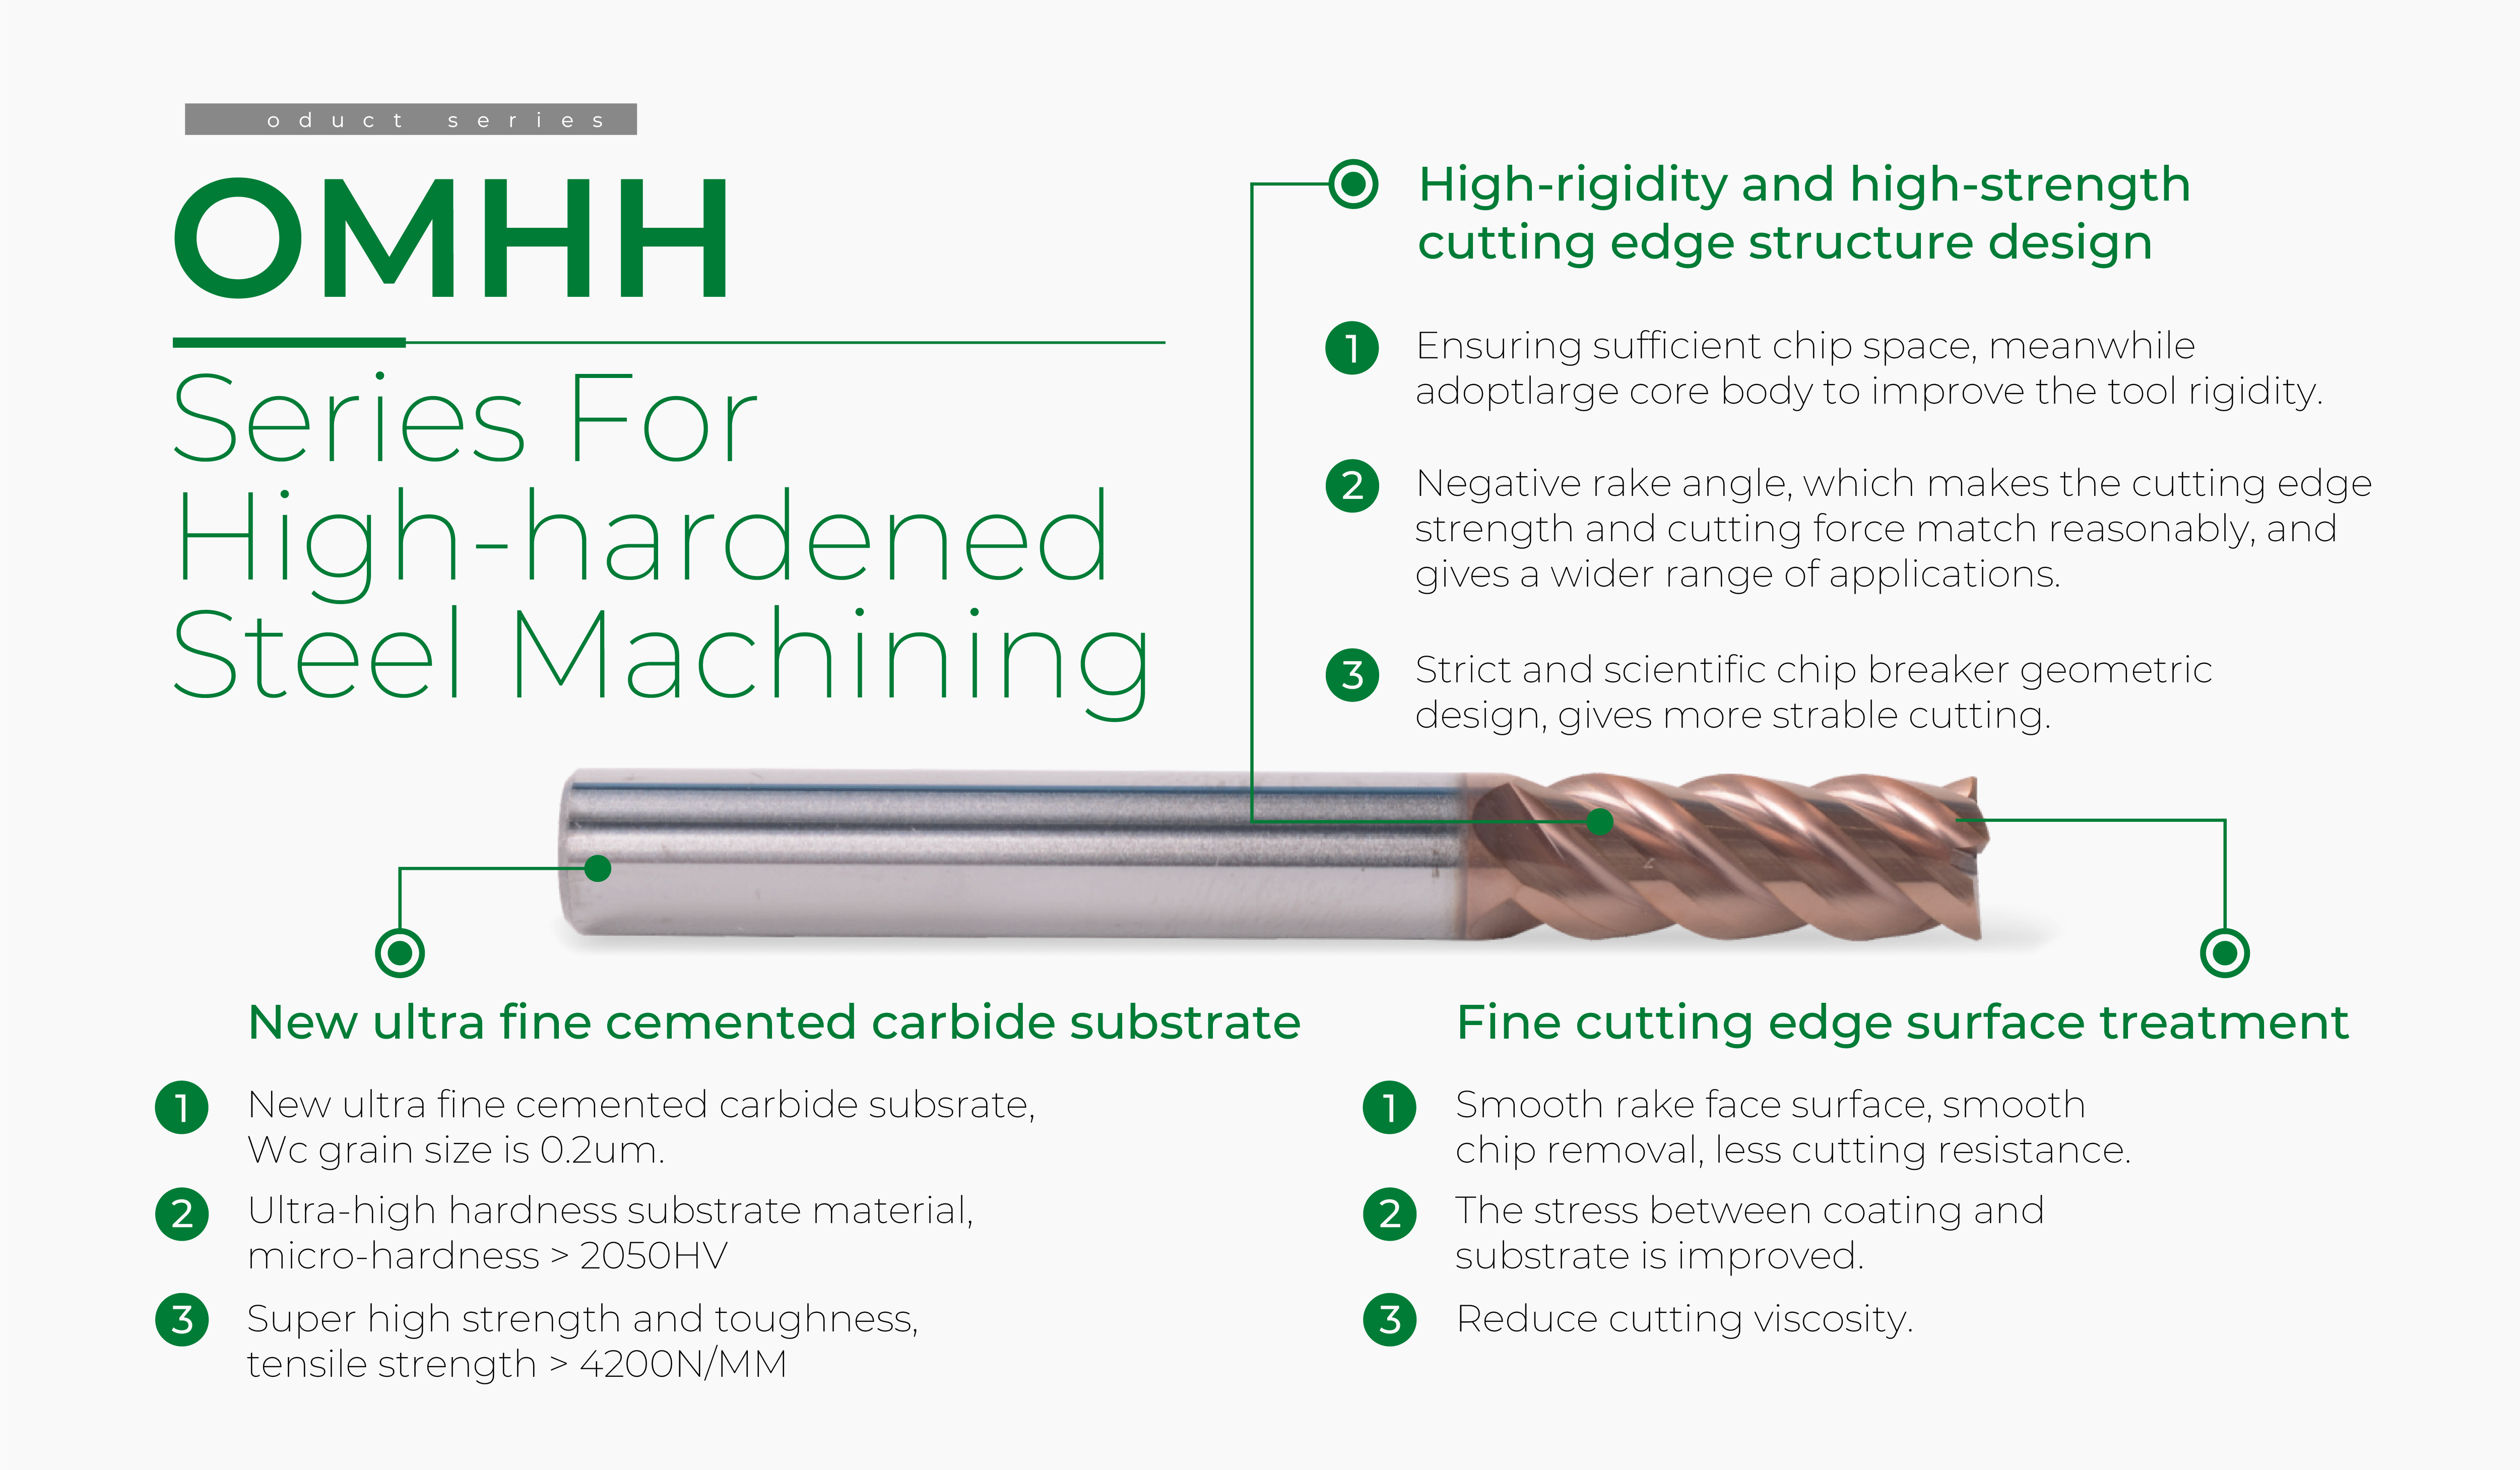 oduct series
OMHH
Series For
High-hardened
Steel Machining
High-rigidity and high-strength
cutting edge structure design
1 Ensuring sufficient chip space, meanwhile
adoptlarge core body to improve the tool rigidity.
2 Negative rake angle, which makes the cutting edge
strength and cutting force match reasonably, and
gives a wider range of applications.
3 Strict and scientific chip breaker geometric
design, gives more strable cutting.
New ultra fine cemented carbide substrate
1 New ultra fine cemented carbide subsrate,
Wc grain size is 0.2um.
2 Ultra-high hardness substrate material,
micro-hardness > 2050HV
3 Super high strength and toughness,
tensile strength > 4200N/MM
Fine cutting edge surface treatment
1 Smooth rake face surface, smooth
chip removal, less cutting resistance.
2 The stress between coating and
substrate is improved.
3 Reduce cutting viscosity.